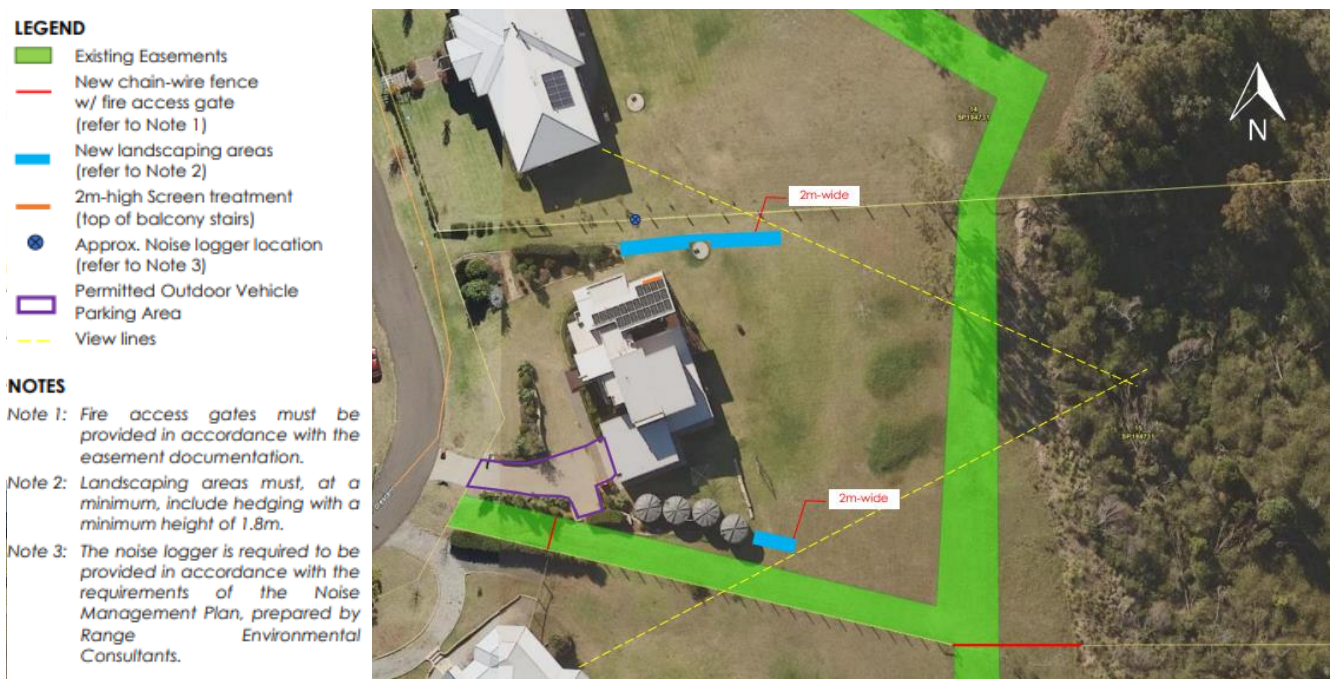 LEGEND
Existing Easements
New chain-wire fence
w/ fire access gate
(refer to Note 1)
New landscaping areas
(refer to Note 2)
2m-high Screen treatment
(top of balcony stairs)
Approx. Noise logger location
(refer to Note 3)
Permitted Outdoor Vehicle
Parking Area
View lines
NOTES
Note 1: Fire access gates must be
provided in accordance with the
easement documentation.
Note 2: Landscaping areas must, at a
minimum, include hedging with a
minimum height of 1.8m.
Note 3: The noise logger is required to be
provided in accordance with the
requirements of the Noise
Management Plan, prepared by
Range Environmental
Consultants.
2m-wide
2m-wide
N